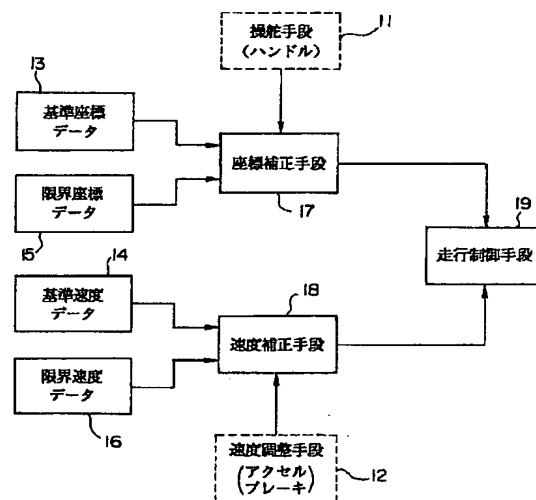 11
操舵手段
(ハンドル)
13
基準座標
データ
限界座標
データ
15
座標補正手段
17
19
走行制御手段
14
基準速度
データ
限界速度
データ
16
18
速度補正手段
速度調整手段
(アクセル
ブレーキ)
12